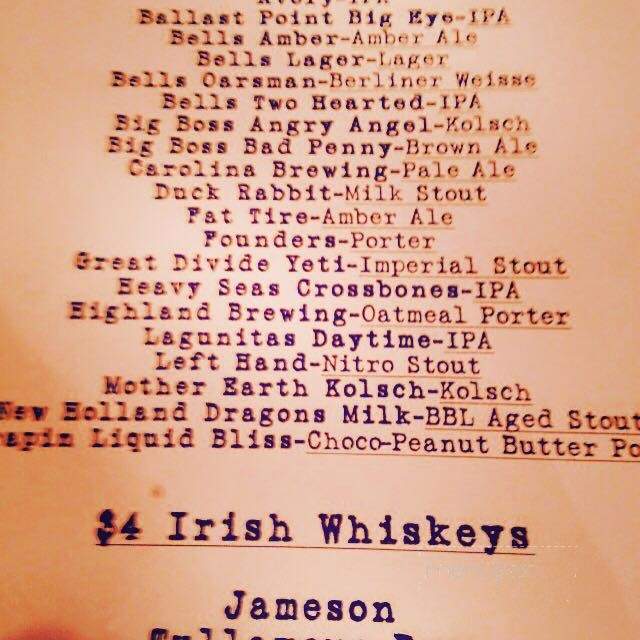 Avery-IPA
Ballast Point Big Eye-IPA
Bells Amber-Amber Ale
Bells Lager-Lager
Bells Oarsman-Berliner Weisse
Bells Two Hearted-IPA
Big Boss Angry Angel-Kolsch
Big Boss Bad Penny-Brown Ale
Carolina Brewing-Pale Ale
Duck Rabbit-Milk Stout
Fat Tire-Amber Ale
Founders-Porter
Great Divide Yeti-Imperial Stout
Heavy Seas Crossbones-IPA
Highland Brewing-Oatmeal Porter
Lagunitas Daytime-IPA
Left Hand-Nitro Stout
Mother Earth Kolsch-Kolsch
New Holland Dragons Milk-BBL Aged Stout
apin Liquid Bliss-Choco-Peanut Butter Po
$4 Irish Whiskeys
Jameson